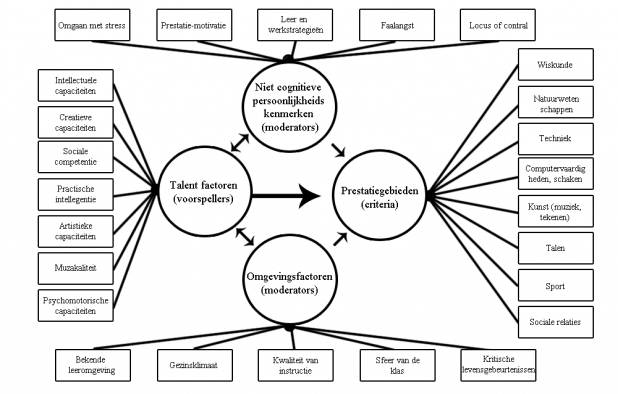 Omgaan met stress
Prestatie-motivatie
Leer en
werkstrategieën
Faalangst
Locus of contral
Intellectuele
capaciteiten
Creatieve
capaciteiten
Sociale
competentie
Practische
intellegentie
Artistieke
capaciteiten
Muzakaliteit
Psychomotorische
capaciteiten
Niet cognitieve
persoonlijkheids
kenmerken
(moderators)
Talent factoren
(voorspellers)
Prestatiegebieden
(criteria)
Omgevingsfactoren
(moderators)
Wiskunde
Natuurweten
schappen
Techniek
Computervaardig
heden, schaken
Kunst (muziek,
tekenen)
Talen
Sport
Sociale relaties
Bekende
leeromgeving
Gezinsklimaat
Kwaliteit van
instructie
Sfeer van de
klas
Kritische
levensgebeurtenissen